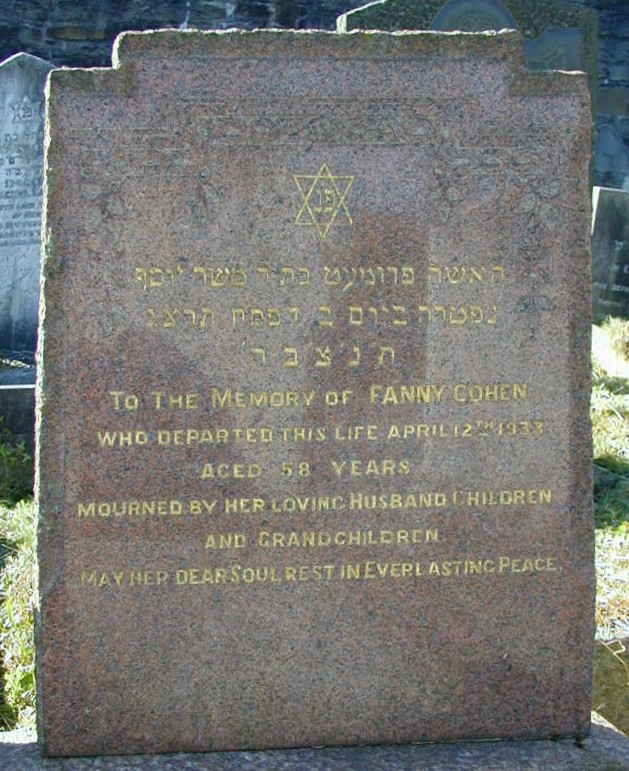 פנ
האשה פרומעט בת ר משה יוסף
נפטרה ביום ב דפסח תרצג
ת נ צ ב ה
TO THE MEMORY OF FANNY COHEN
WHO DEPARTED THIS LIFE APRIL 12TH 1933
AGED 58 YEARS
MOURNED BY HER LOVING HUSBAND CHILDREN
AND GRANDCHILDREN
MAY HER DEAR SOUL REST IN EVERLASTING PEACE.